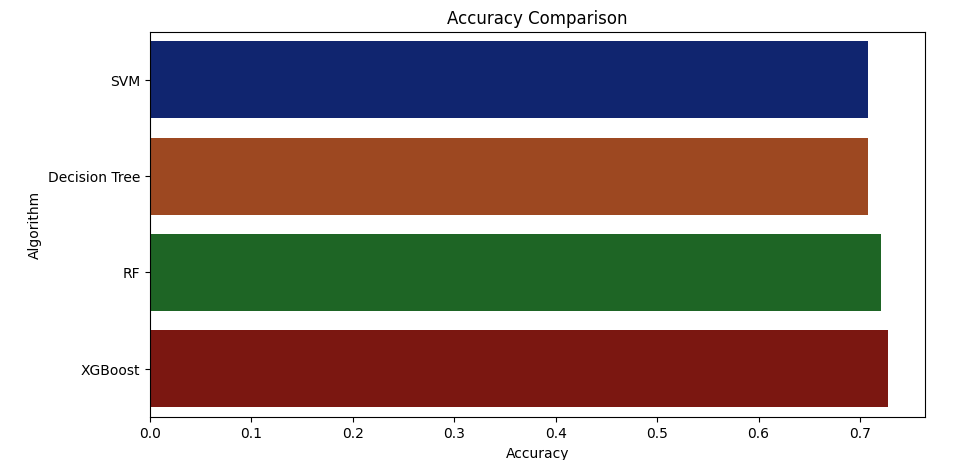 Accuracy Comparison
SVM
Decision Tree
RF
XGBoost
Algorithm
0.0 0.1 0.2 0.3 0.4 0.5 0.6 0.7
Accuracy